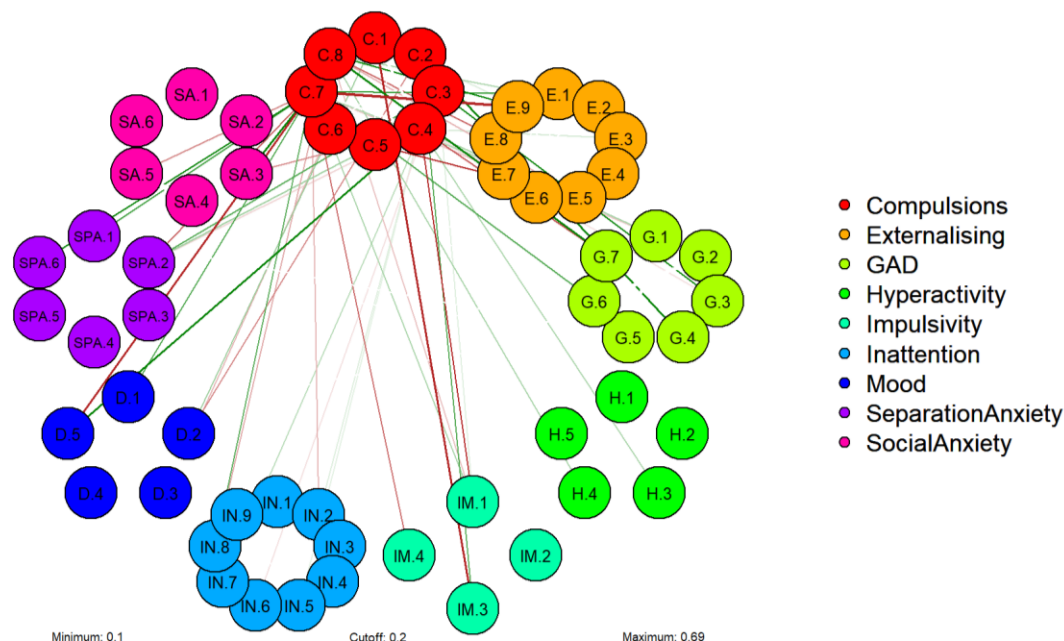 C.1
C.2
C.3
C.4
C.5
C.6
C.7
C.8
E.1
E.2
E.3
E.4
E.5
E.6
E.7
E.8
E.9
G.1
G.2
G.3
G.4
G.5
G.6
G.7
H.1
H.2
H.3
H.4
H.5
IM.1
IM.2
IM.3
IM.4
IN.1
IN.2
IN.3
IN.4
IN.5
IN.6
IN.7
IN.8
IN.9
D.1
D.2
D.3
D.4
D.5
SPA.1
SPA.2
SPA.3
SPA.4
SPA.5
SPA.6
SA.1
SA.2
SA.3
SA.4
SA.5
SA.6
Compulsions
Externalising
GAD
Hyperactivity
Impulsivity
Inattention
Mood
SeparationAnxiety
SocialAnxiety
Minimum: 0.1
Cutoff: 0.2
Maximum: 0.69